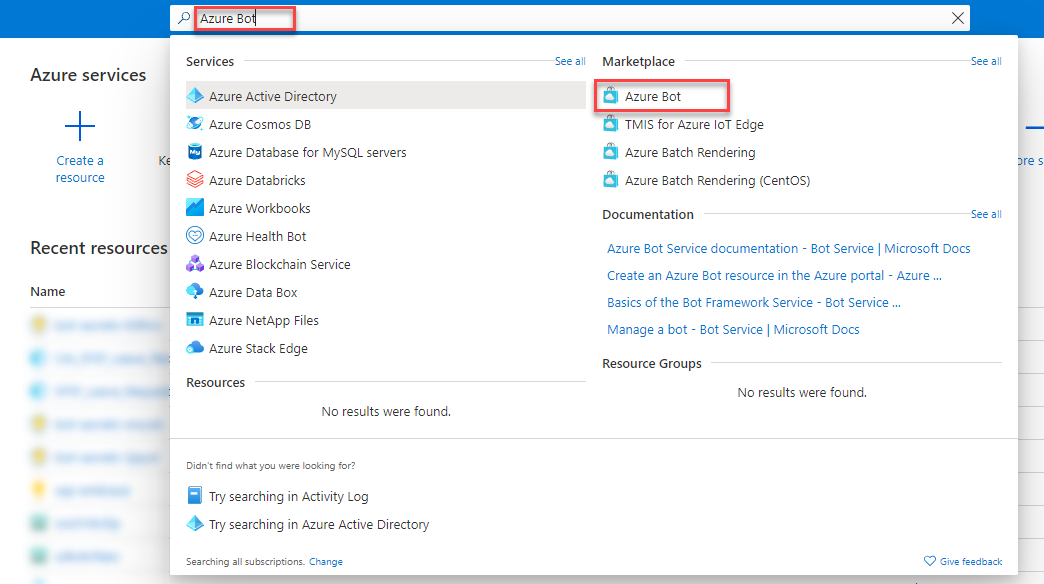 Azure Bot
Azure services
Create a
resource
Ke
ore s
Recent resources
Name
Services
See all
Azure Active Directory
Azure Cosmos DB
Azure Database for MySQL servers
Azure Databricks
Azure Workbooks
Azure Health Bot
Azure Blockchain Service
Azure Data Box
Azure NetApp Files
Azure Stack Edge
Resources
No results were found.
Marketplace
See all
Azure Bot
TMIS for Azure IoT Edge
Azure Batch Rendering
Azure Batch Rendering (CentOS)
Documentation
See all
Azure Bot Service documentation - Bot Service | Microsoft Docs
Create an Azure Bot resource in the Azure portal - Azure ...
Basics of the Bot Framework Service - Bot Service ...
Manage a bot - Bot Service | Microsoft Docs
Resource Groups
No results were found.
Didn't find what you were looking for?
Try searching in Activity Log
Try searching in Azure Active Directory
Searching all subscriptions. Change
Give feedback